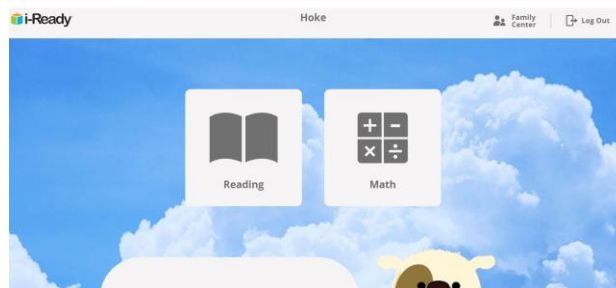 i-Ready
Hoke
Family
Center
Log Out
Reading
Math
+ -
× ÷